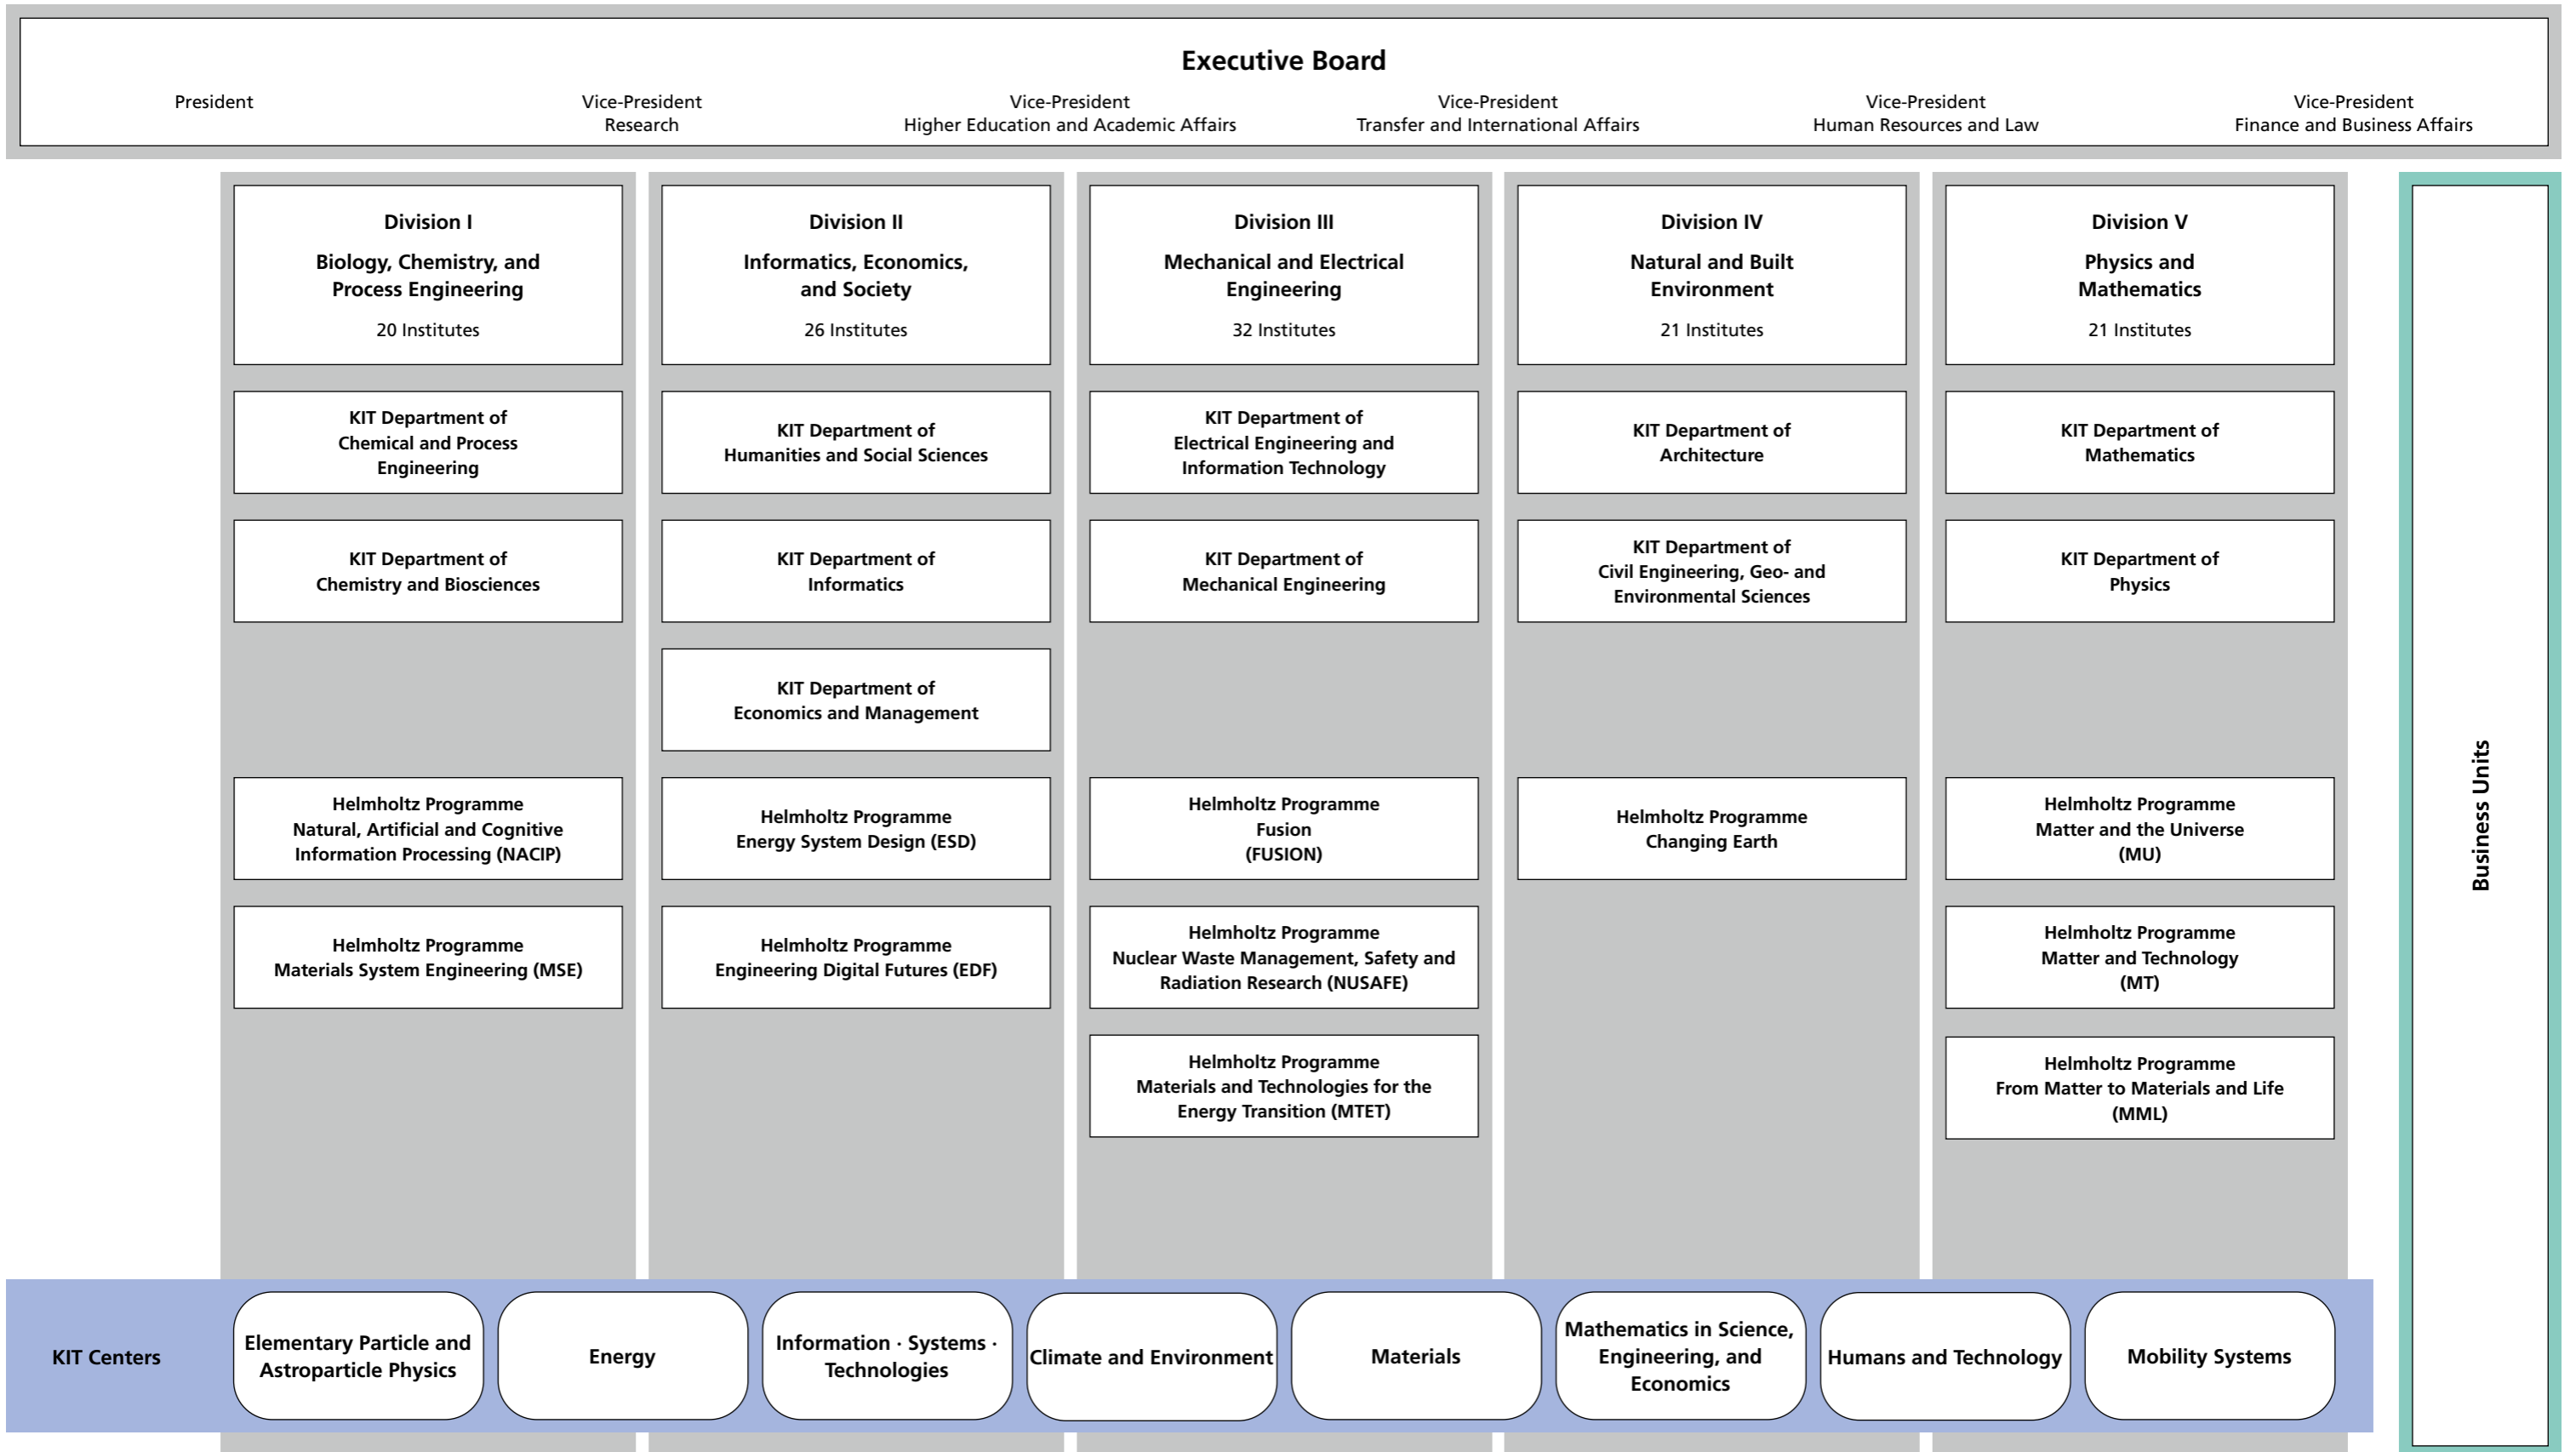 Executive Board
President
Vice-President
Research
Vice-President
Higher Education and Academic Affairs
Vice-President
Transfer and International Affairs
Vice-President
Human Resources and Law
Vice-President
Finance and Business Affairs
Division I
Biology, Chemistry, and
Process Engineering
20 Institutes
KIT Department of
Chemical and Process
Engineering
KIT Department of
Chemistry and Biosciences
Helmholtz Programme
Natural, Artificial and Cognitive
Information Processing (NACIP)
Helmholtz Programme
Materials System Engineering (MSE)
Division II
Informatics, Economics,
and Society
26 Institutes
KIT Department of
Humanities and Social Sciences
KIT Department of
Informatics
KIT Department of
Economics and Management
Helmholtz Programme
Energy System Design (ESD)
Helmholtz Programme
Engineering Digital Futures (EDF)
Division III
Mechanical and Electrical
Engineering
32 Institutes
KIT Department of
Electrical Engineering and
Information Technology
KIT Department of
Mechanical Engineering
Helmholtz Programme
Fusion
(FUSION)
Helmholtz Programme
Nuclear Waste Management, Safety and
Radiation Research (NUSAFE)
Helmholtz Programme
Materials and Technologies for the
Energy Transition (MTET)
Division IV
Natural and Built
Environment
21 Institutes
KIT Department of
Architecture
KIT Department of
Civil Engineering, Geo- and
Environmental Sciences
Helmholtz Programme
Changing Earth
Division V
Physics and
Mathematics
21 Institutes
KIT Department of
Mathematics
KIT Department of
Physics
Helmholtz Programme
Matter and the Universe
(MU)
Helmholtz Programme
Matter and Technology
(MT)
Helmholtz Programme
From Matter to Materials and Life
(MML)
Business Units
KIT Centers
Elementary Particle and
Astroparticle Physics
Energy
Information · Systems ·
Technologies
Climate and Environment
Materials
Mathematics in Science,
Engineering, and
Economics
Humans and Technology
Mobility Systems